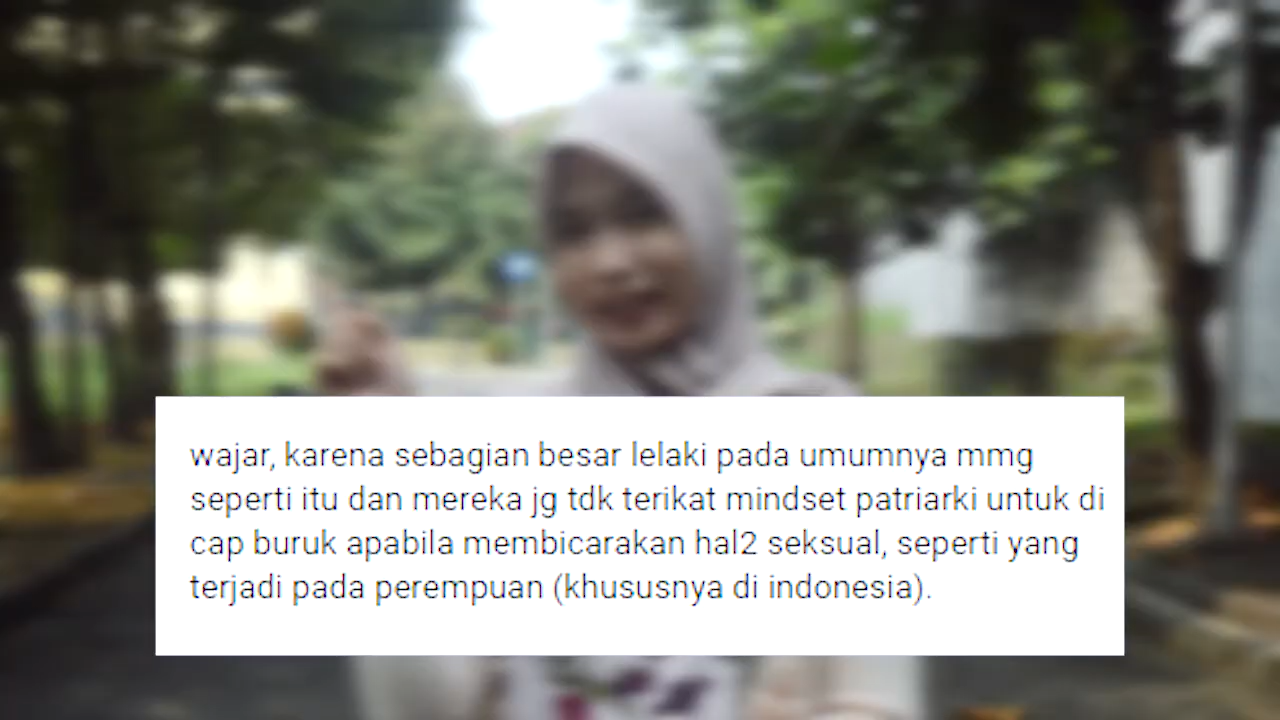 wajar, karena sebagian besar lelaki pada umumnya mmg
seperti itu dan mereka jg tdk terikat mindset patriarki untuk di
cap buruk apabila membicarakan hal2 seksual, seperti yang
terjadi pada perempuan (khususnya di indonesia).